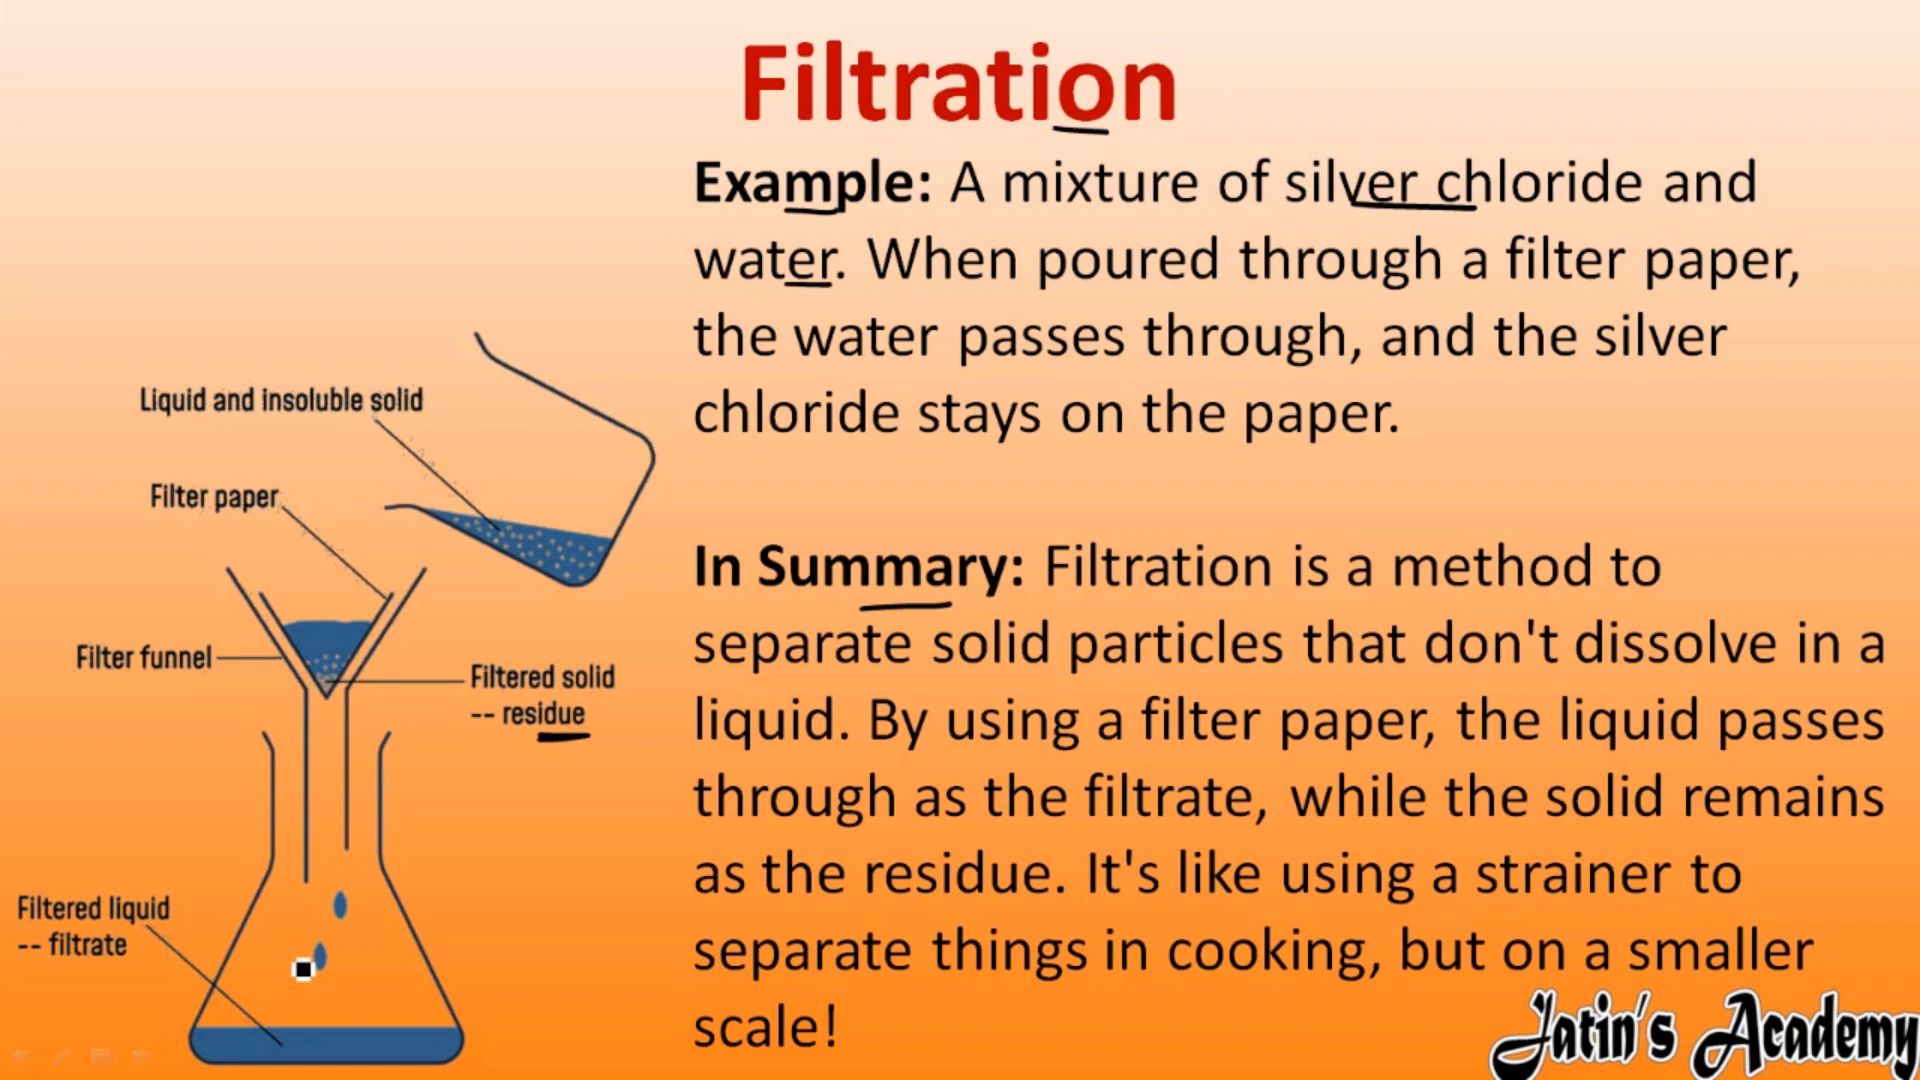 Filtration
Example: A mixture of silver chloride and
water. When poured through a filter paper,
the water passes through, and the silver
chloride stays on the paper.
In Summary: Filtration is a method to
separate solid particles that don't dissolve in a
liquid. By using a filter paper, the liquid passes
through as the filtrate, while the solid remains
as the residue. It's like using a strainer to
separate things in cooking, but on a smaller
scale!
Liquid and insoluble solid
Filter paper
Filter funnel
Filtered solid
-- residue
Filtered liquid
-- filtrate
Jatin's Academy